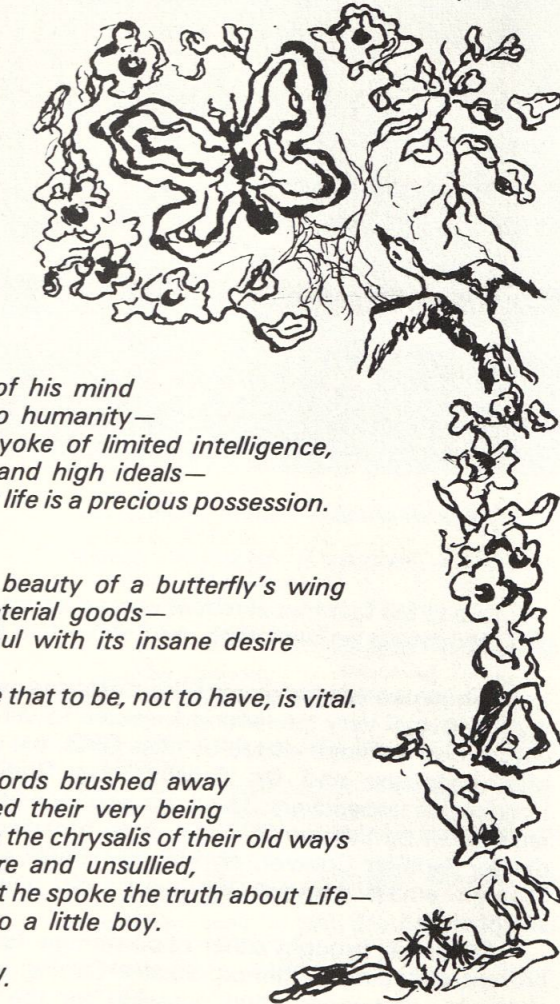 of his mind
o humanity—
yoke of limited intelligence,
and high ideals—
life is a precious possession.
beauty of a butterfly's wing
terial goods—
ul with its insane desire
e that to be, not to have, is vital.
ords brushed away
ed their very being
the chrysalis of their old ways
re and unsullied,
t he spoke the truth about Life—
o a little boy.
y.